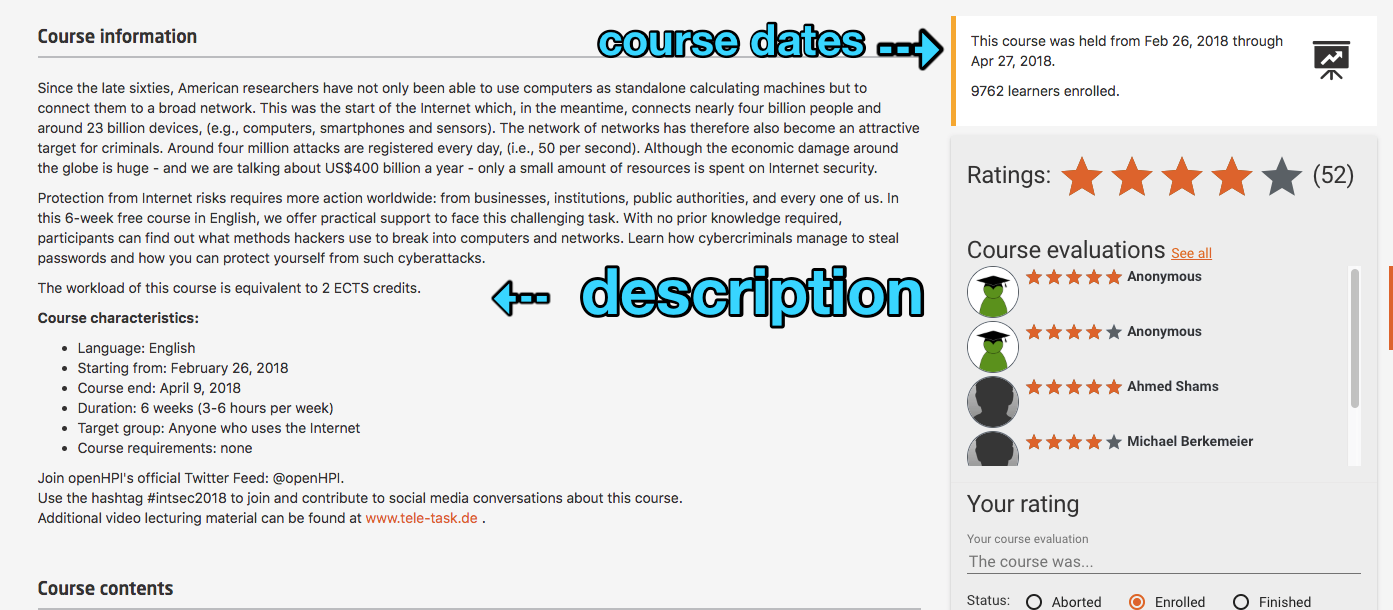 Course information
course dates
Since the late sixties, American researchers have not only been able to use computers as standalone calculating machines but to
connect them to a broad network. This was the start of the Internet which, in the meantime, connects nearly four billion people and
around 23 billion devices, (e.g., computers, smartphones and sensors). The network of networks has therefore also become an attractive
target for criminals. Around four million attacks are registered every day, (i.e., 50 per second). Although the economic damage around
the globe is huge - and we are talking about US$400 billion a year - only a small amount of resources is spent on Internet security.
Protection from Internet risks requires more action worldwide: from businesses, institutions, public authorities, and every one of us. In
this 6-week free course in English, we offer practical support to face this challenging task. With no prior knowledge required,
participants can find out what methods hackers use to break into computers and networks. Learn how cybercriminals manage to steal
passwords and how you can protect yourself from such cyberattacks.
The workload of this course is equivalent to 2 ECTS credits.
description
Course characteristics:
• Language: English
• Starting from: February 26, 2018
• Course end: April 9, 2018
• Duration: 6 weeks (3-6 hours per week)
• Target group: Anyone who uses the Internet
• Course requirements: none
Join openHPI's official Twitter Feed: @openHPI.
Use the hashtag #intsec2018 to join and contribute to social media conversations about this course.
Additional video lecturing material can be found at www.tele-task.de .
Course contents
This course was held from Feb 26, 2018 through
Apr 27, 2018.
9762 learners enrolled.
Ratings: (52)
Course evaluations See all
Anonymous
Anonymous
Ahmed Shams
Michael Berkemeier
Your rating
Your course evaluation
The course was...
Status: Aborted Enrolled Finished